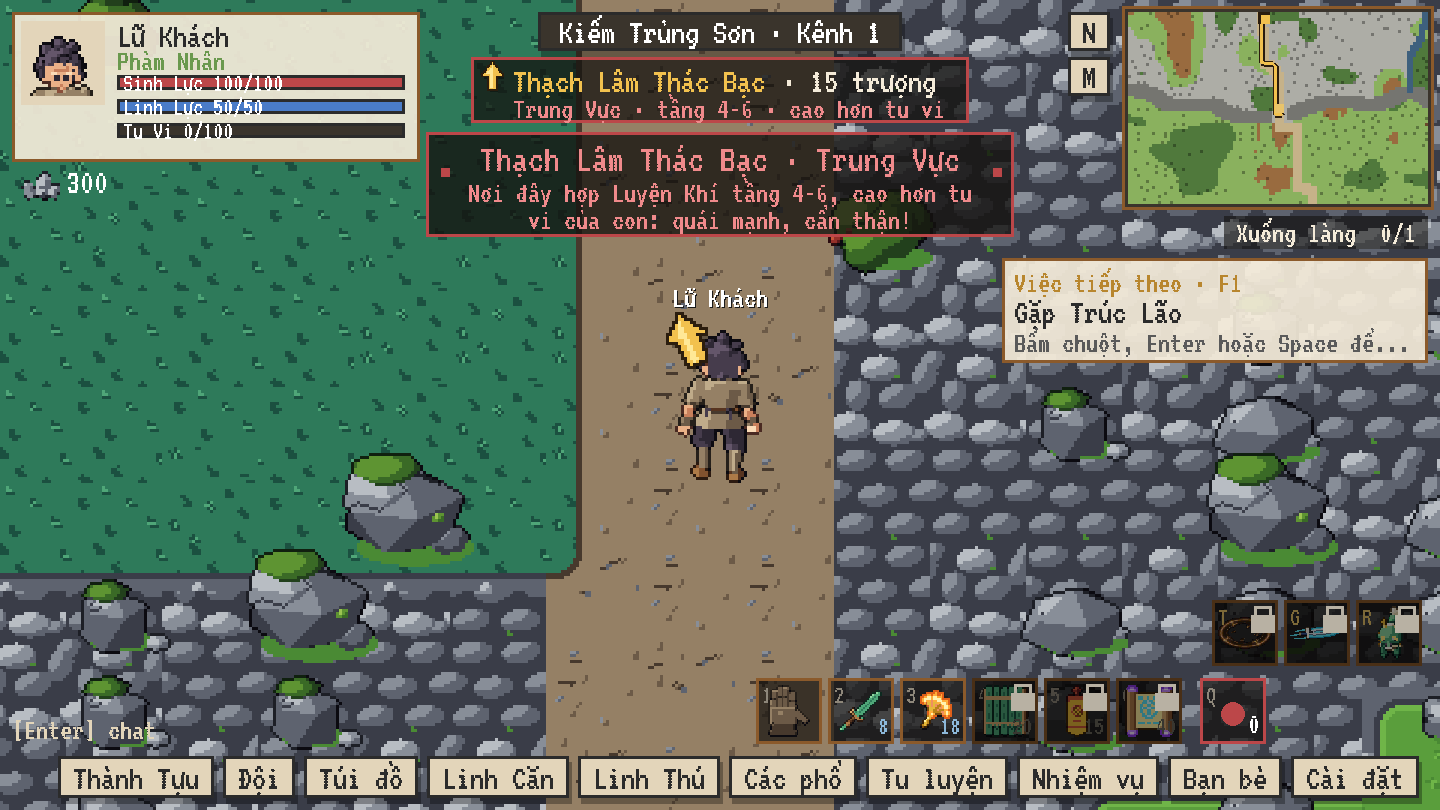 Lữ Khách
Phàm Nhân
Sinh Lực 100/100
Linh Lực 50/50
Tu Vi 0/100
300
Kiếm Trủng Sơn · Kênh 1
Thạch Lâm Thác Bạc · 15 trượng
Trung Vực · tầng 4-6 · cao hơn tu vi
Thạch Lâm Thác Bạc · Trung Vực
Nơi đây hợp Luyện Khí tầng 4-6, cao hơn tu
vi của con: quái mạnh, cẩn thận!
N
M
Xuống làng 0/1
Việc tiếp theo · F1
Gặp Trúc Lão
Bấm chuột, Enter hoặc Space để...
Lữ Khách
T G R
1 2 8 3 18 5 15 Q 0
[Enter] chat
Thành Tựu Đội Túi đồ Linh Căn Linh Thú Các phổ Tu luyện Nhiệm vụ Bạn bè Cài đặt